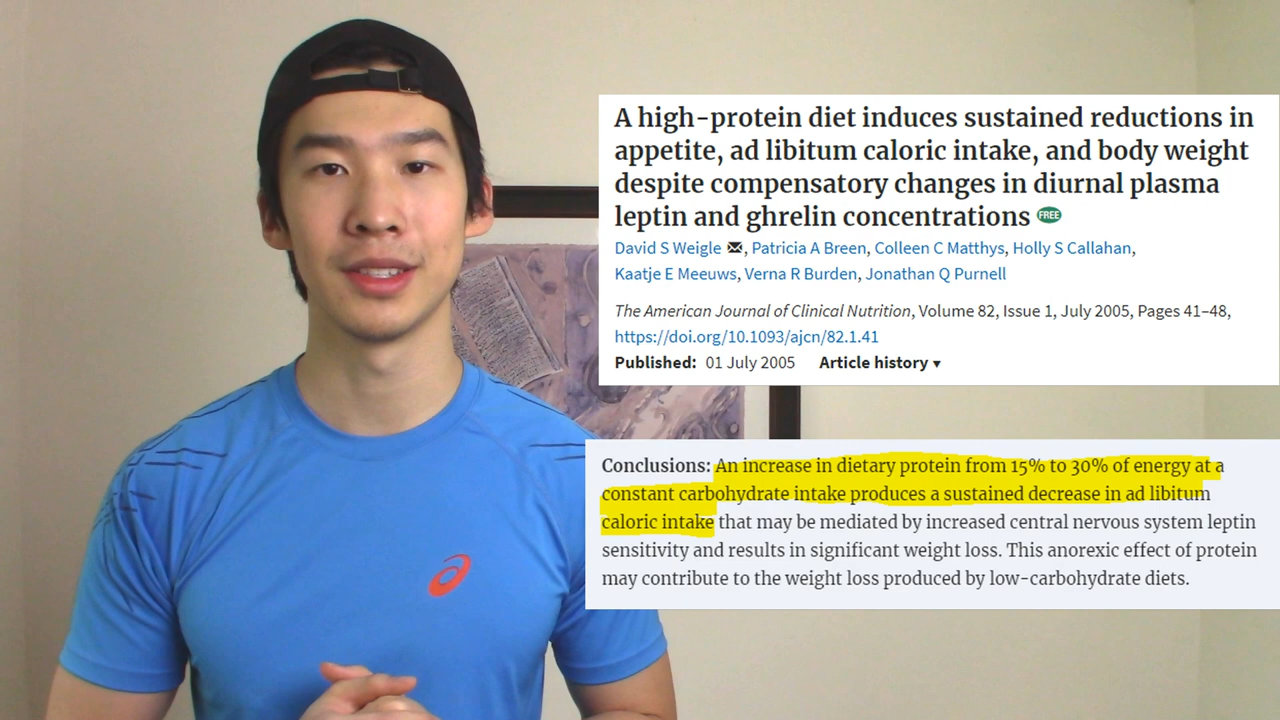 A high-protein diet induces sustained reductions in
appetite, ad libitum caloric intake, and body weight
despite compensatory changes in diurnal plasma
leptin and ghrelin concentrations FREE
David S Weigle ✉, Patricia A Breen, Colleen C Matthys, Holly S Callahan,
Kaatje E Meeuws, Verna R Burden, Jonathan Q Purnell
The American Journal of Clinical Nutrition, Volume 82, Issue 1, July 2005, Pages 41–48,
https://doi.org/10.1093/ajcn/82.1.41
Published: 01 July 2005 Article history ▾
Conclusions: An increase in dietary protein from 15% to 30% of energy at a
constant carbohydrate intake produces a sustained decrease in ad libitum
caloric intake that may be mediated by increased central nervous system leptin
sensitivity and results in significant weight loss. This anorexic effect of protein
may contribute to the weight loss produced by low-carbohydrate diets.